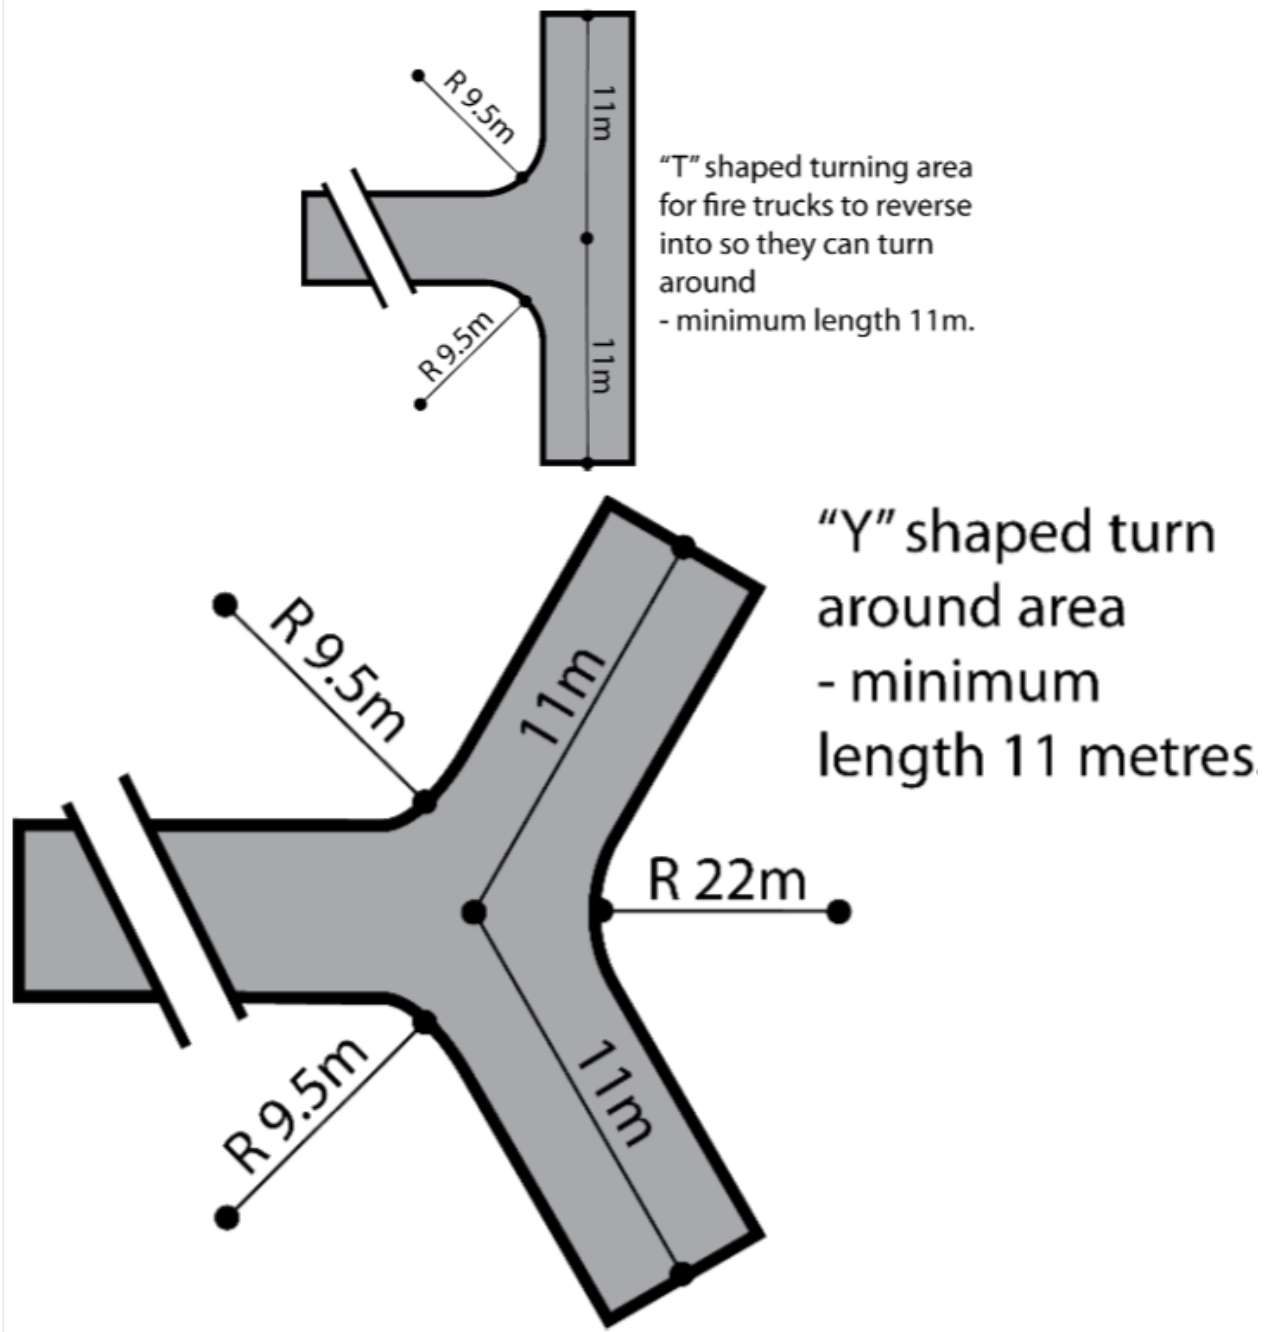 R 9.5m
11m
“T” shaped turning area
for fire trucks to reverse
into so they can turn
around
- minimum length 11m.
R 9.5m
11m
“Y” shaped turn
around area
- minimum
length 11 metres.
R 9.5m
11m
R 22m
R 9.5m
11m